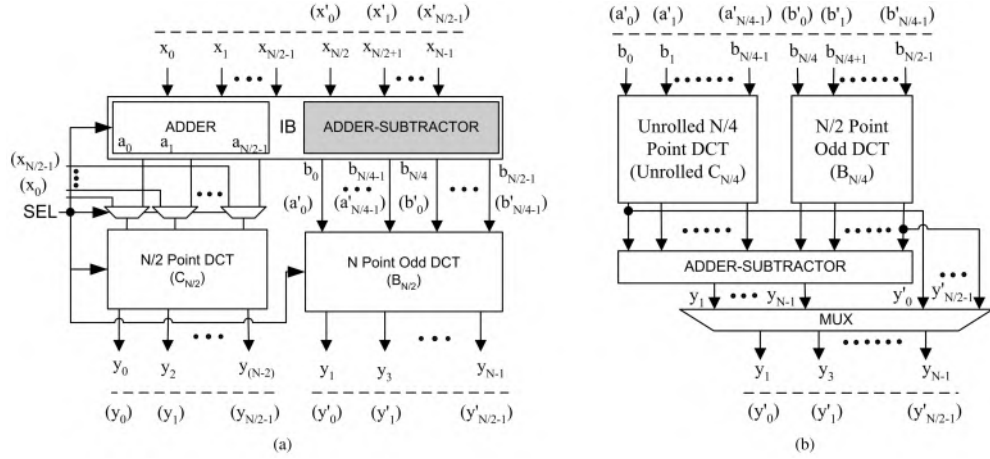 (x'0) (x'1) (x'N/2-1)
x0 x1 xN/2-1 xN/2 xN/2+1 xN-1
ADDER IB ADDER-SUBTRACTOR
a0 a1 aN/2-1
(xN/2-1)
(x0)
SEL
b0 bN/4-1 bN/4 bN/2-1
(a'0) (a'N/4-1) (b'0) (b'N/4-1)
N/2 Point DCT
(CN/2)
N Point Odd DCT
(BN/2)
y0 y2 y(N-2) y1 y3 yN-1
(y0) (y1) (yN/2-1) (y'0) (y'1) (y'N/2-1)
(a)
(a'0) (a'1) (a'N/4-1) (b'0) (b'1) (b'N/4-1)
b0 b1 bN/4-1 bN/4 bN/4+1 bN/2-1
Unrolled N/4
Point DCT
(Unrolled CN/4)
N/2 Point
Odd DCT
(BN/4)
ADDER-SUBTRACTOR
y1 yN-1 y'0 y'N/2-1
MUX
y1 y3 yN-1
(y'0) (y'1) (y'N/2-1)
(b)